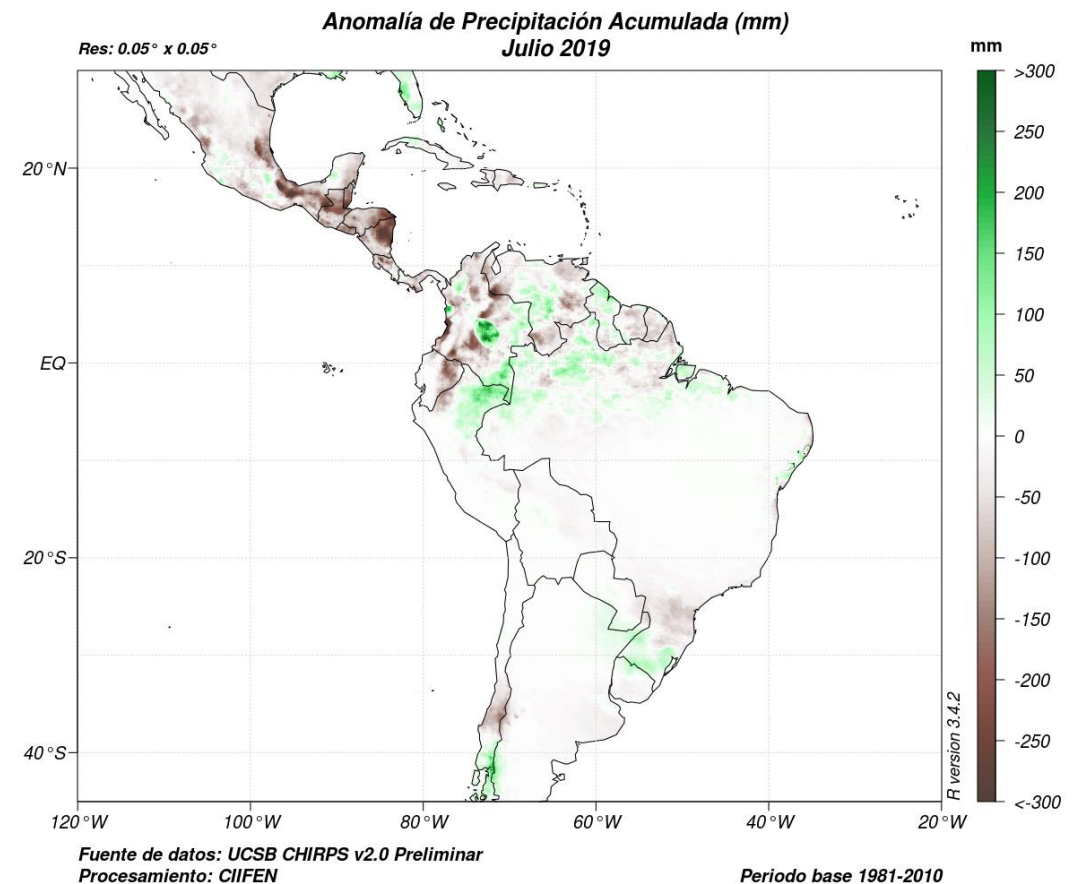 Anomalía de Precipitación Acumulada (mm)
Julio 2019
Res: 0.05° x 0.05°
mm
>300
250
200
150
100
50
0
-50
-100
-150
-200
-250
<-300
20°N
EQ
20°S
40°S
120°W
100°W
80°W
60°W
40°W
20°W
R version 3.4.2
Fuente de datos: UCSB CHIRPS v2.0 Preliminar
Procesamiento: CIIFEN
Periodo base 1981-2010